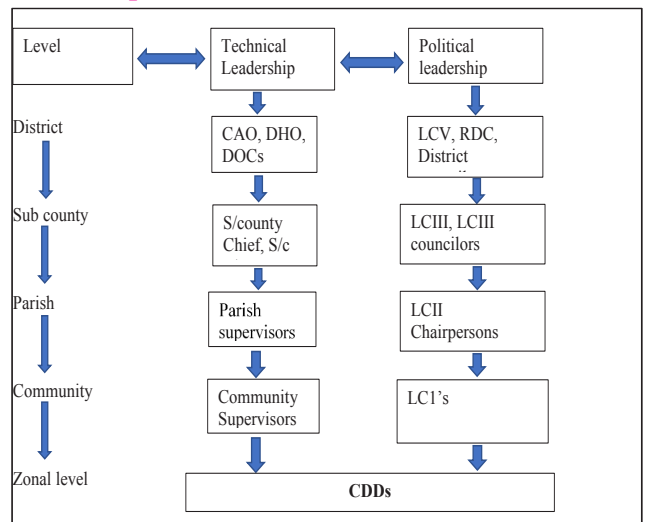 Level
Technical
Leadership
Political
leadership
District
CAO, DHO,
DOCs
LCV, RDC,
District
Sub county
S/county
Chief, S/c
LCIII, LCIII
councilors
Parish
Parish
supervisors
LCII
Chairpersons
Community
Community
Supervisors
LC1's
Zonal level
CDDs